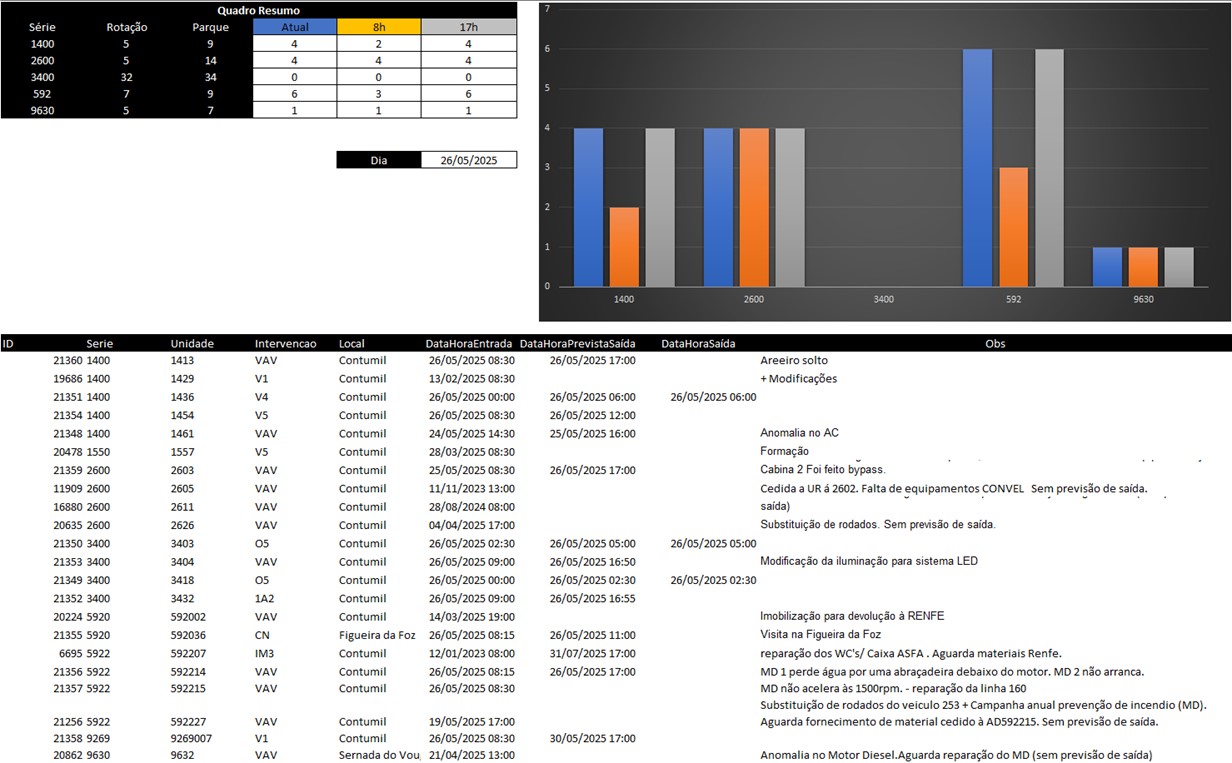 Quadro Resumo
Série Rotação Parque Atual 8h 17h
1400 5 9 4 2 4
2600 5 14 4 4 4
3400 32 34 0 0 0
592 7 9 6 3 6
9630 5 7 1 1 1
Dia 26/05/2025
7
6
5
4
3
2
1
0
1400 2600 3400 592 9630
ID Serie Unidade Intervencao Local DataHoraEntrada DataHoraPrevistaSaída DataHoraSaída Obs
21360 1400 1413 VAV Contumil 26/05/2025 08:30 26/05/2025 17:00 Areeiro solto
19686 1400 1429 V1 Contumil 13/02/2025 08:30 + Modificações
21351 1400 1436 V4 Contumil 26/05/2025 00:00 26/05/2025 06:00 26/05/2025 06:00
21354 1400 1454 V5 Contumil 26/05/2025 08:30 26/05/2025 12:00
21348 1400 1461 VAV Contumil 24/05/2025 14:30 25/05/2025 16:00 Anomalia no AC
20478 1550 1557 V5 Contumil 28/03/2025 08:30 Formação
21359 2600 2603 VAV Contumil 25/05/2025 08:30 26/05/2025 17:00 Cabina 2 Foi feito bypass.
11909 2600 2605 VAV Contumil 11/11/2023 13:00 Cedida a UR á 2602. Falta de equipamentos CONVEL Sem previsão de saída.
16880 2600 2611 VAV Contumil 28/08/2024 08:00 saída)
20635 2600 2626 VAV Contumil 04/04/2025 17:00 Substituição de rodados. Sem previsão de saída.
21350 3400 3403 O5 Contumil 26/05/2025 02:30 26/05/2025 05:00 26/05/2025 05:00
21353 3400 3404 VAV Contumil 26/05/2025 09:00 26/05/2025 16:50 Modificação da iluminação para sistema LED
21349 3400 3418 O5 Contumil 26/05/2025 00:00 26/05/2025 02:30 26/05/2025 02:30
21352 3400 3432 1A2 Contumil 26/05/2025 09:00 26/05/2025 16:55
20224 5920 592002 VAV Contumil 14/03/2025 19:00 Imobilização para devolução à RENFE
21355 5920 592036 CN Figueira da Foz 26/05/2025 08:15 26/05/2025 11:00 Visita na Figueira da Foz
6695 5922 592207 IM3 Contumil 12/01/2023 08:00 31/07/2025 17:00 reparação dos WC's/ Caixa ASFA . Aguarda materiais Renfe.
21356 5922 592214 VAV Contumil 26/05/2025 08:15 26/05/2025 17:00 MD 1 perde água por uma abraçadeira debaixo do motor. MD 2 não arranca.
21357 5922 592215 VAV Contumil 26/05/2025 08:30 MD não acelera às 1500rpm. - reparação da linha 160
Substituição de rodados do veiculo 253 + Campanha anual prevenção de incendio (MD).
21256 5922 592227 VAV Contumil 19/05/2025 17:00 Aguarda fornecimento de material cedido à AD592215. Sem previsão de saída.
21358 9269 9269007 V1 Contumil 26/05/2025 08:30 30/05/2025 17:00
20862 9630 9632 VAV Sernada do Vou 21/04/2025 13:00 Anomalia no Motor Diesel.Aguarda reparação do MD (sem previsão de saída)